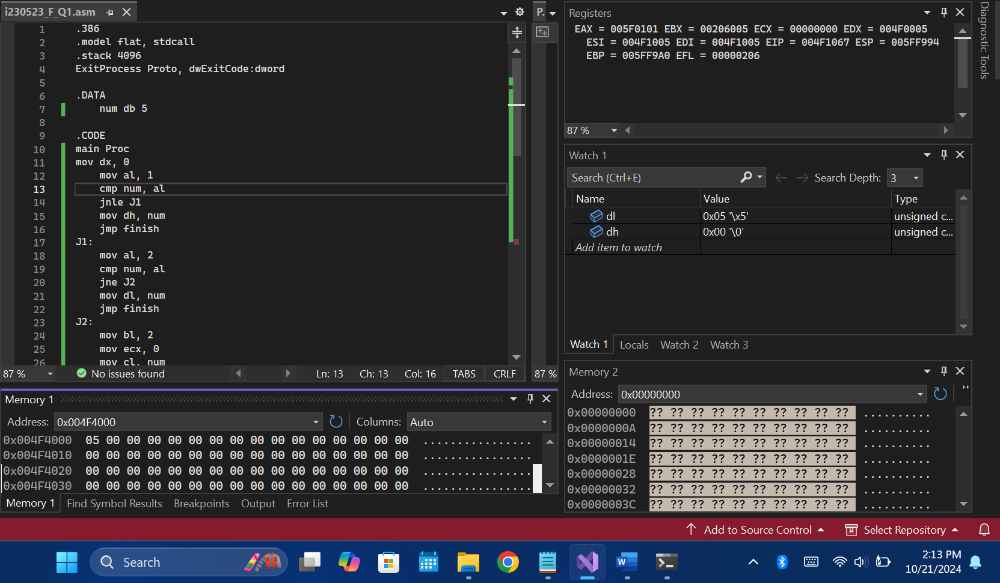 i230523_F_Q1.asm
P.
1 .386
2 .model flat, stdcall
3 .stack 4096
4 ExitProcess Proto, dwExitCode:dword
5
6 .DATA
7 num db 5
8
9 .CODE
10 main Proc
11 mov dx, 0
12 mov al, 1
13 cmp num, al
14 jnle J1
15 mov dh, num
16 jmp finish
17 J1:
18 mov al, 2
19 cmp num, al
20 jne J2
21 mov dl, num
22 jmp finish
23 J2:
24 mov bl, 2
25 mov ecx, 0
26 mov cl, num
87 % No issues found Ln: 13 Ch: 13 Col: 16 TABS CRLF
87 %
Registers
EAX = 005F0101 EBX = 00206005 ECX = 00000000 EDX = 004F0005
ESI = 004F1005 EDI = 004F1005 EIP = 004F1067 ESP = 005FF994
EBP = 005FF9A0 EFL = 00000206
87 %
Diagnostic Tools
Watch 1
Search (Ctrl+E) Search Depth: 3
Name Value Type
dl 0x05 '\x5' unsigned c...
dh 0x00 '\0' unsigned c...
Add item to watch
Watch 1 Locals Watch 2 Watch 3
Memory 1
Address: 0x004F4000 Columns: Auto
0x004F4000 05 00 00 00 00 00 00 00 00 00 00 00 00 00 00 00 ................
0x004F4010 00 00 00 00 00 00 00 00 00 00 00 00 00 00 00 00 ................
0x004F4020 00 00 00 00 00 00 00 00 00 00 00 00 00 00 00 00 ................
0x004F4030 00 00 00 00 00 00 00 00 00 00 00 00 00 00 00 00 ................
Memory 1 Find Symbol Results Breakpoints Output Error List
Memory 2
Address: 0x00000000
0x00000000 ?? ?? ?? ?? ?? ?? ?? ?? ?? ?? ..........
0x0000000A ?? ?? ?? ?? ?? ?? ?? ?? ?? ?? ..........
0x00000014 ?? ?? ?? ?? ?? ?? ?? ?? ?? ?? ..........
0x0000001E ?? ?? ?? ?? ?? ?? ?? ?? ?? ?? ..........
0x00000028 ?? ?? ?? ?? ?? ?? ?? ?? ?? ?? ..........
0x00000032 ?? ?? ?? ?? ?? ?? ?? ?? ?? ?? ..........
0x0000003C ?? ?? ?? ?? ?? ?? ?? ?? ?? ?? ..........
Add to Source Control Select Repository
Search
W
2:13 PM
10/21/2024